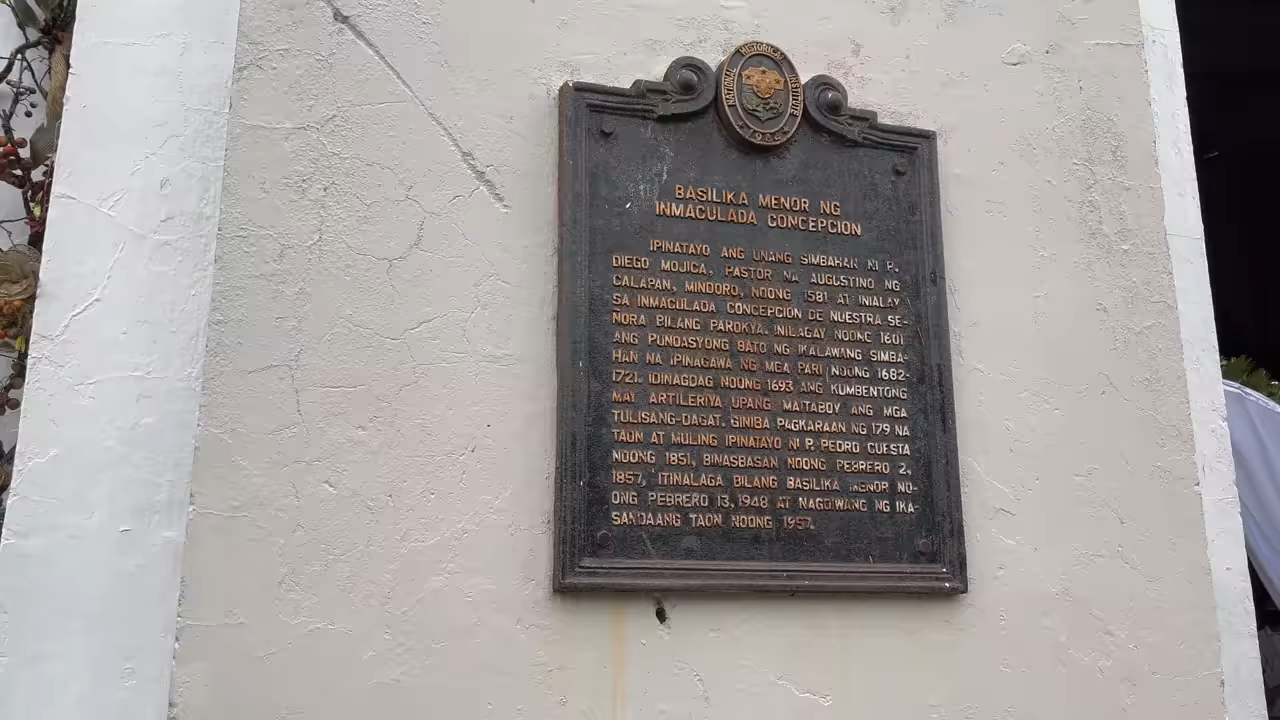 NATIONAL HISTORICAL INSTITUTE
BASILIKA MENOR NG
INMACULADA CONCEPCION
IPINATAYO ANG UNANG SIMBAHAN NI P.
DIEGO MOJICA, PASTOR NA AUGUSTINO NG
CALAPAN, MINDORO, NOONG 1581 AT INIALAY
SA INMACULADA CONCEPCION DE NUESTRA SE-
NORA BILANG PAROKYA. INILAGAY NOONG 1601
ANG PUNDASYONG BATO NG IKALAWANG SIMBA-
HAN NA IPINAGAWA NG MGA PARI NOONG 1682-
1721. IDINAGDAG NOONG 1693 ANG KUMBENTONG
MAY ARTILERIYA UPANG MAITABOY ANG MGA
TULISANG-DAGAT. GINIBA PAGKARAAN NG 179 NA
TAON AT MULING IPINATAYO NI P. PEDRO CUESTA
NOONG 1851, BINASBASAN NOONG PEBRERO 2,
1857, ITINALAGA BILANG BASILIKA MENOR NO-
ONG PEBRERO 13, 1948 AT NAGDIWANG NG IKA-
SANDAANG TAON NOONG 1957.